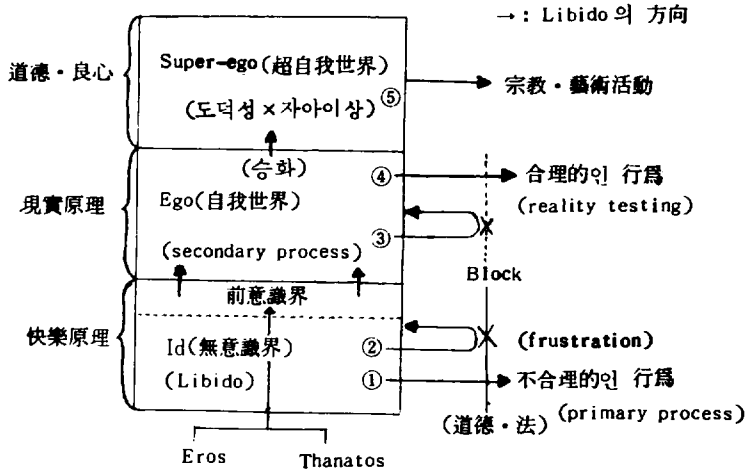 → : Libido의 方向
道德・良心
Super-ego(超自我世界)
(도덕성×자아이상)
⑤
宗教・藝術活動
(승화)
④
合理的인 行爲
(reality testing)
現實原理
Ego(自我世界)
③
(secondary process)
Block
前意識界
快樂原理
Id(無意識界)
②
(frustration)
(Libido)
①
不合理的인 行爲
(道德・法)
(primary process)
Eros
Thanatos